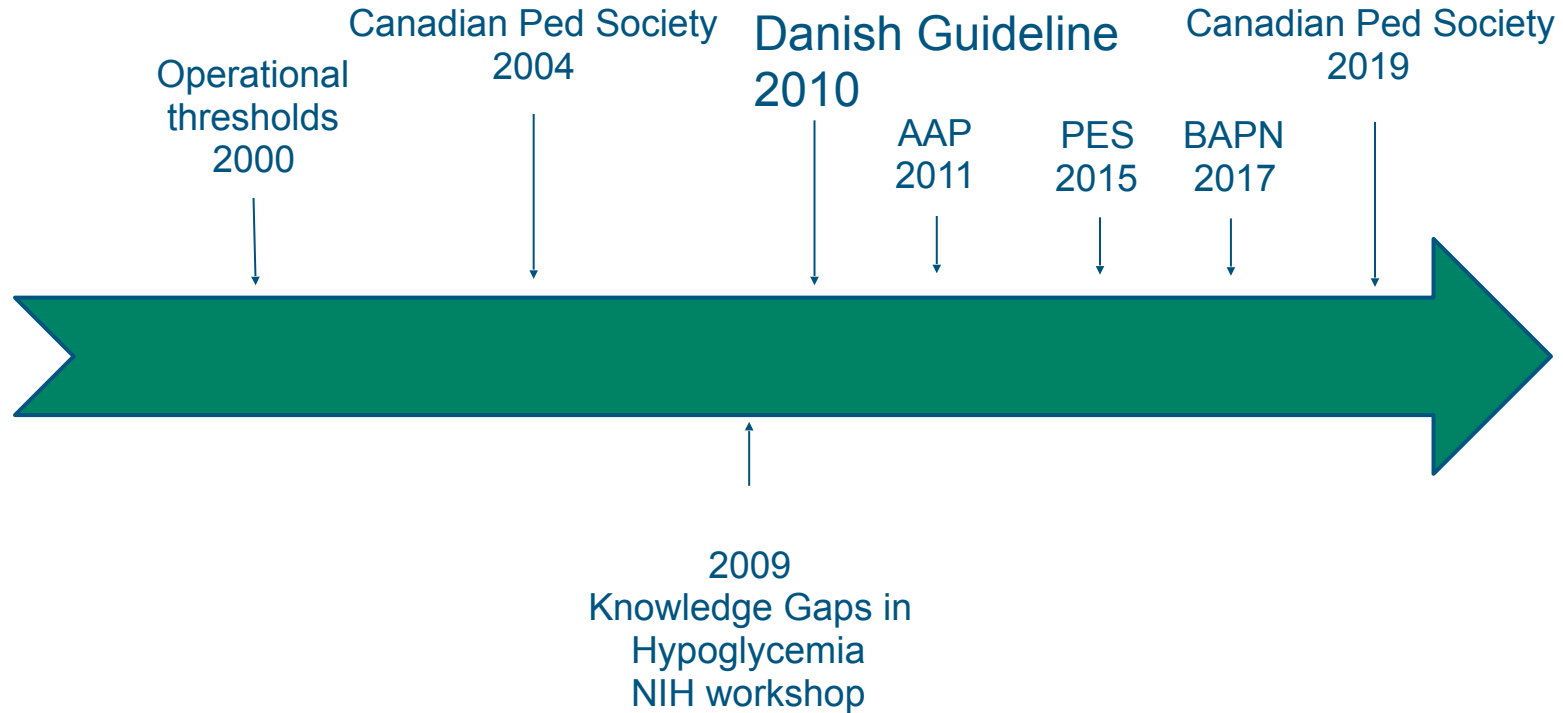 Operational
thresholds
2000
Canadian Ped Society
2004
Danish Guideline
2010
AAP
2011
PES
2015
BAPN
2017
Canadian Ped Society
2019
2009
Knowledge Gaps in
Hypoglycemia
NIH workshop